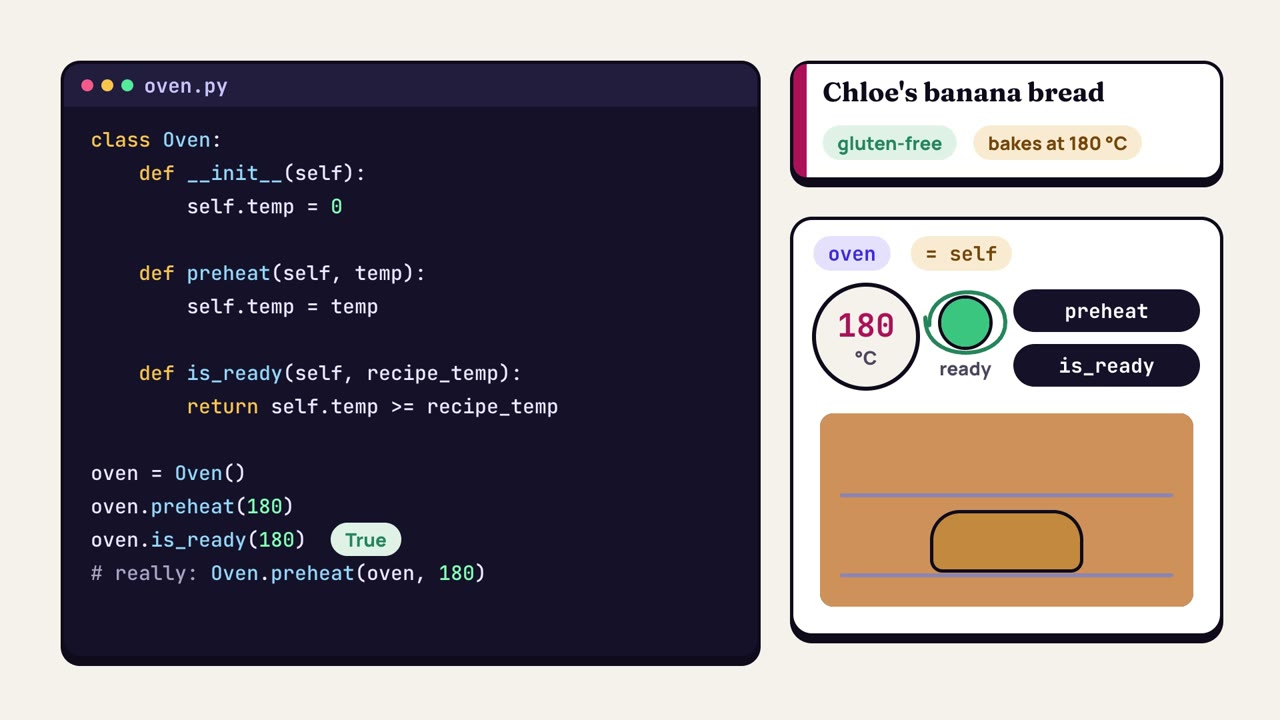 oven.py
class Oven:
    def __init__(self):
        self.temp = 0
    def preheat(self, temp):
        self.temp = temp
    def is_ready(self, recipe_temp):
        return self.temp >= recipe_temp
oven = Oven()
oven.preheat(180)
oven.is_ready(180) True
# really: Oven.preheat(oven, 180)
Chloe's banana bread
gluten-free bakes at 180 °C
oven = self
180
°C
ready
preheat
is_ready